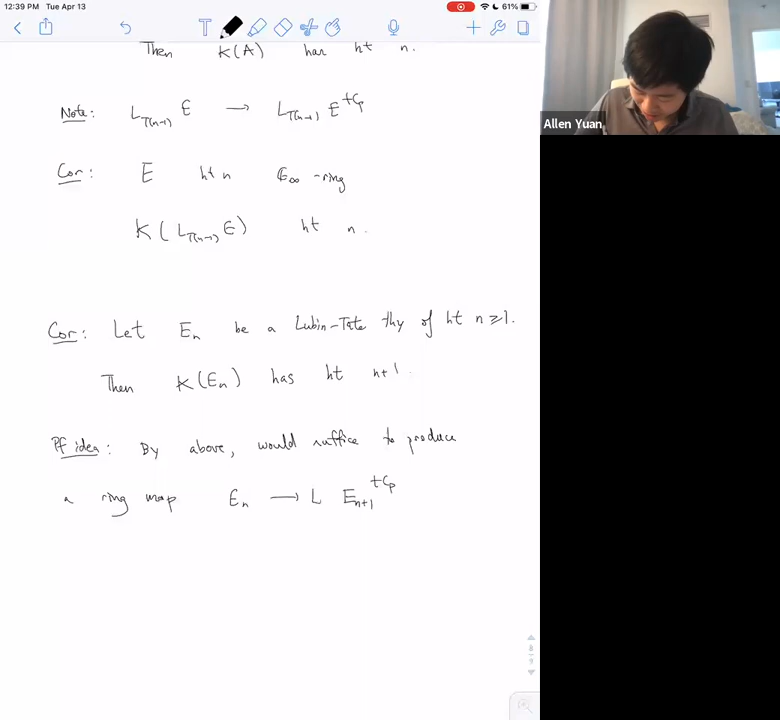 12:39 PM Tue Apr 13
61%
Then K(A) has ht n.
Note: L_{T(n-1)} E → L_{T(n-1)} E^{tC_p}
Cor: E ht n E_∞-ring
K(L_{T(n-1)} E) ht n.
Cor: Let E_n be a Lubin-Tate thy of ht n ≥ 1.
Then K(E_n) has ht n+1.
Pf idea: By above, would suffice to produce
a ring map E_n → L E_{n+1}^{tC_p}
Allen Yuan